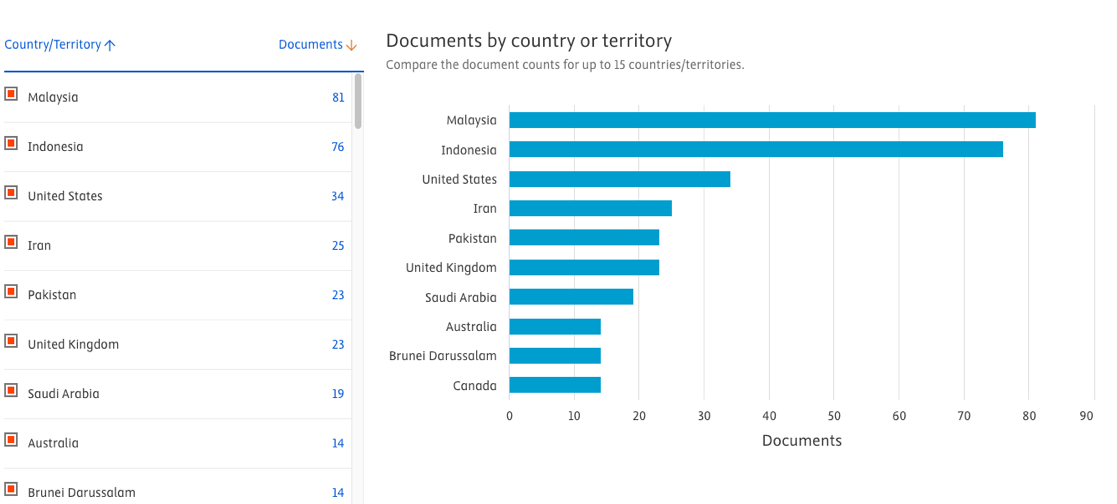 Country/Territory Documents
Malaysia 81
Indonesia 76
United States 34
Iran 25
Pakistan 23
United Kingdom 23
Saudi Arabia 19
Australia 14
Brunei Darussalam 14
Documents by country or territory
Compare the document counts for up to 15 countries/territories.
Malaysia
Indonesia
United States
Iran
Pakistan
United Kingdom
Saudi Arabia
Australia
Brunei Darussalam
Canada
0 10 20 30 40 50 60 70 80 90
Documents